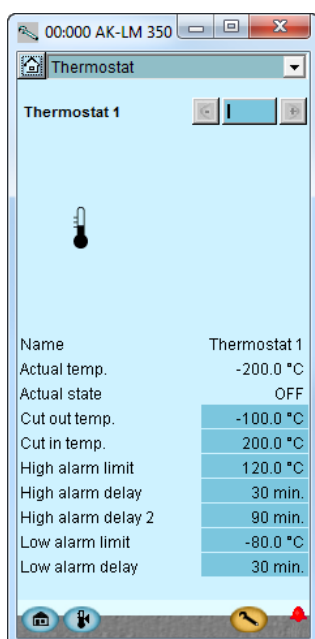 00:000 AK-LM 350
Thermostat
Thermostat 1
Name Thermostat 1
Actual temp. -200.0 °C
Actual state OFF
Cut out temp. -100.0 °C
Cut in temp. 200.0 °C
High alarm limit 120.0 °C
High alarm delay 30 min.
High alarm delay 2 90 min.
Low alarm limit -80.0 °C
Low alarm delay 30 min.